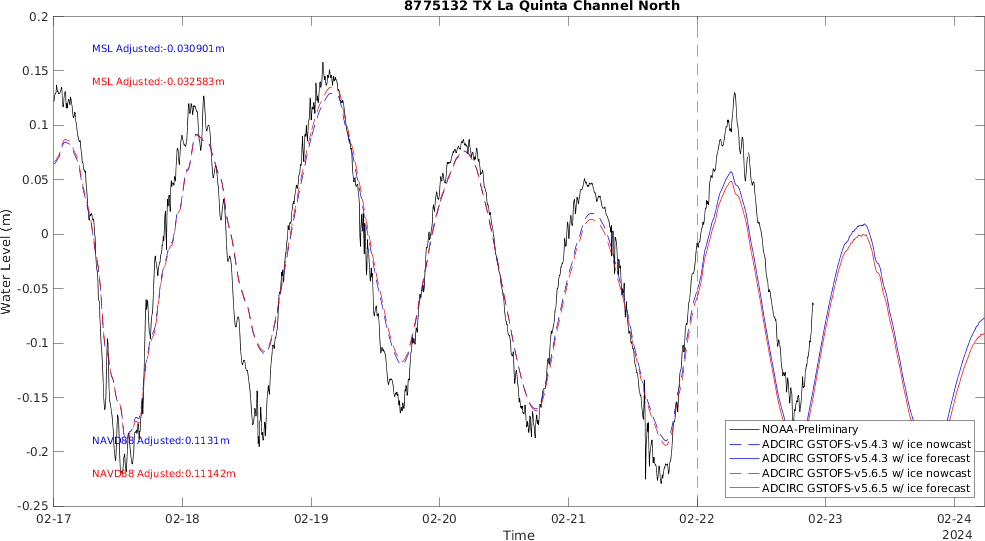 8775132 TX La Quinta Channel North
0.2
0.15
0.1
0.05
0
-0.05
-0.1
-0.15
-0.2
-0.25
Water Level (m)
MSL Adjusted:-0.030901m
MSL Adjusted:-0.032583m
NAVD88 Adjusted:0.1131m
NAVD88 Adjusted:0.11142m
NOAA-Preliminary
ADCIRC GSTOFS-v5.4.3 w/ ice nowcast
ADCIRC GSTOFS-v5.4.3 w/ ice forecast
ADCIRC GSTOFS-v5.6.5 w/ ice nowcast
ADCIRC GSTOFS-v5.6.5 w/ ice forecast
02-17 02-18 02-19 02-20 02-21 02-22 02-23 02-24
Time
2024